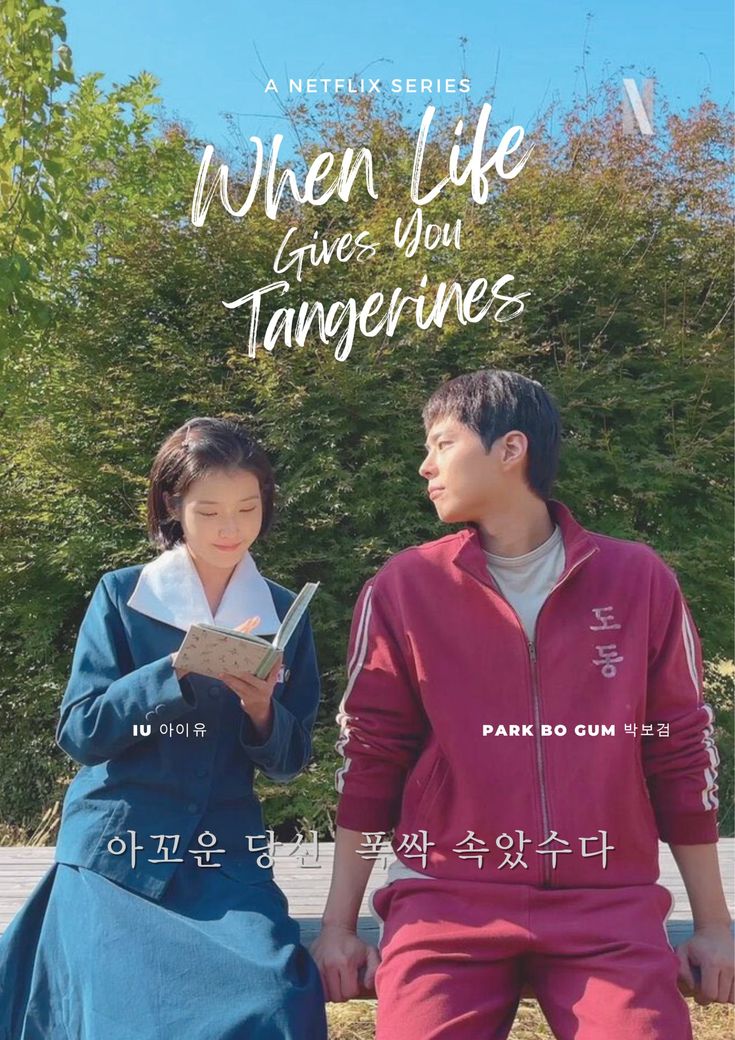 A NETFLIX SERIES
N
When Life
Gives You
Tangerines
도
동
IU 아이유
PARK BO GUM 박보검
아꼬운 당신 폭싹 속았수다